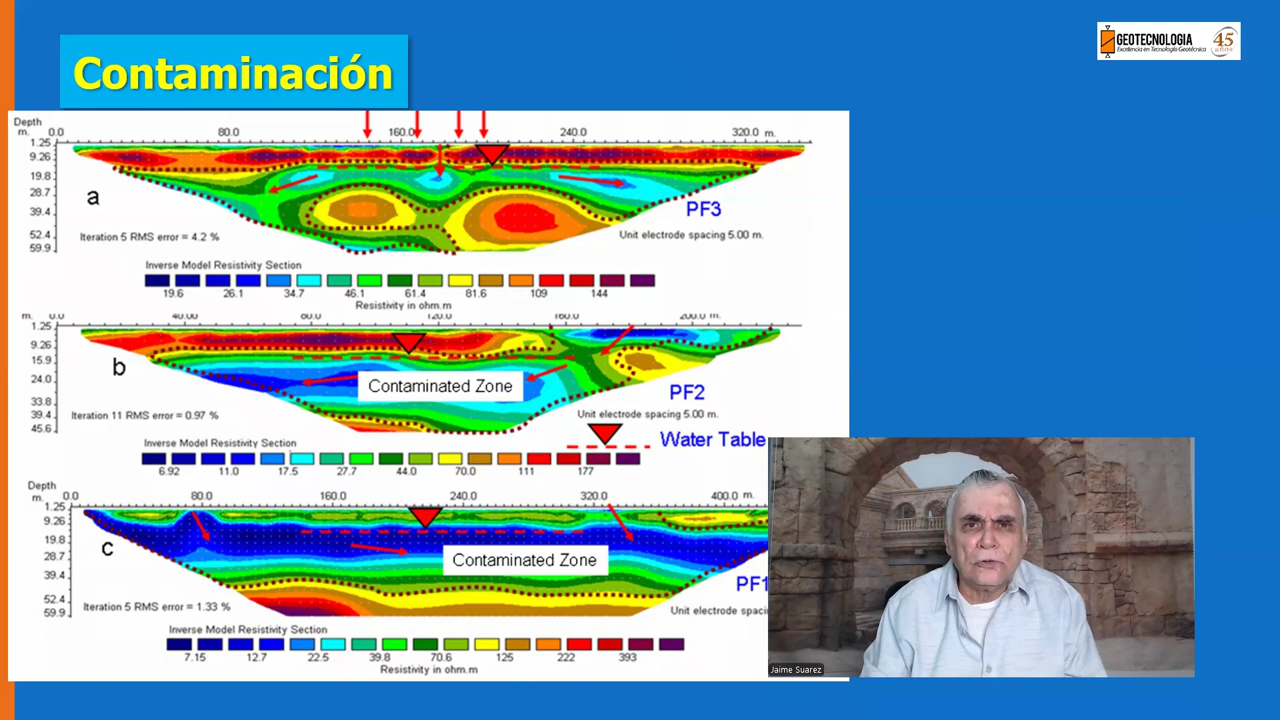 Contaminación
GEOTECNOLOGIA
Excelencia en Tecnología Geotécnica
45
años
Depth
m.
0.0 80.0 160.0 240.0 320.0 m.
1.25
9.26
19.8
28.7
39.4
51.4
59.9
a
PF3
Iteration 5 RMS error = 4.2 %
Unit electrode spacing 5.00 m.
Inverse Model Resistivity Section
19.6 26.1 34.7 46.1 61.4 81.6 109 144
Resistivity in ohm.m
m. 0.0 40.00 120.0 160.0 200.0 m.
1.25
9.26
15.9
24.0
33.8
39.4
45.6
b
Contaminated Zone
PF2
Iteration 11 RMS error = 0.97 %
Unit electrode spacing 5.00 m.
Water Table
Inverse Model Resistivity Section
6.92 11.0 17.5 27.7 44.0 70.0 111 177
Depth
m.
0.0 80.0 160.0 240.0 320.0 400.0 m.
1.25
9.26
19.8
28.7
39.4
52.4
59.9
c
Contaminated Zone
PF1
Iteration 5 RMS error = 1.33 %
Unit electrode spaci
Inverse Model Resistivity Section
7.15 12.7 22.5 39.8 70.6 125 222 393
Resistivity in ohm.m
Jaime Suarez